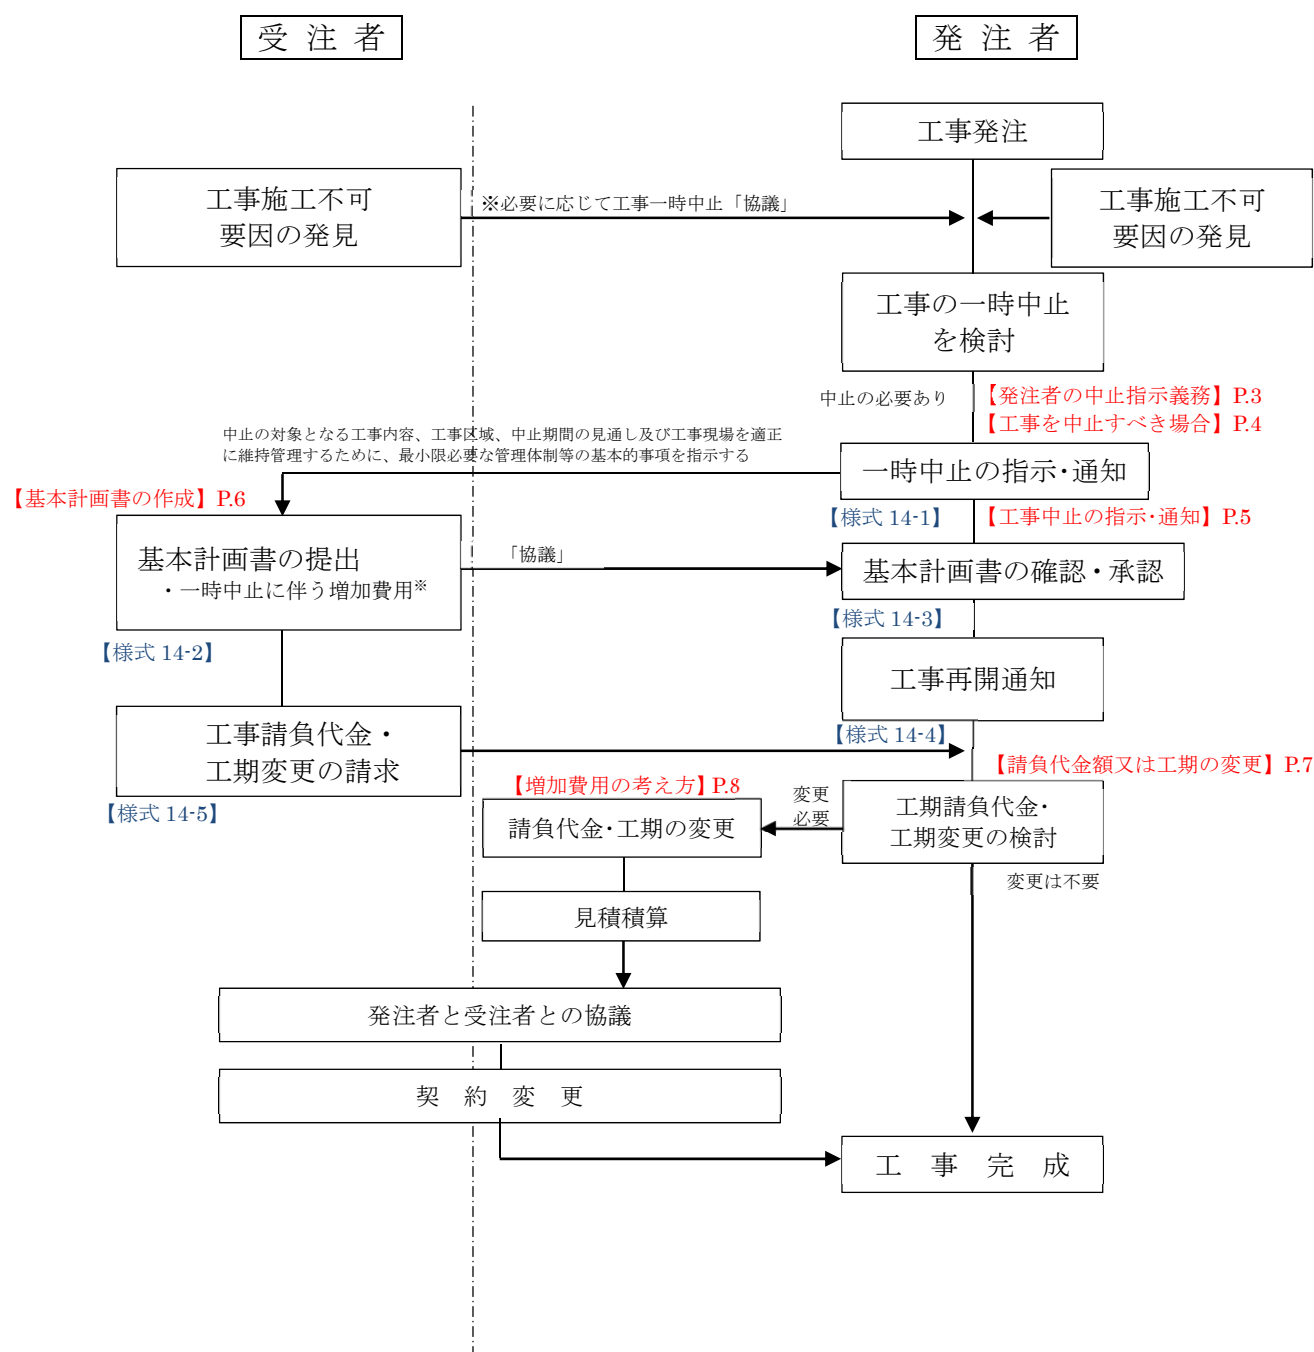 受 注 者
発 注 者
工事発注
工事施工不可
要因の発見
※必要に応じて工事一時中止「協議」
工事施工不可
要因の発見
工事の一時中止
を検討
中止の必要あり
【発注者の中止指示義務】P.3
【工事を中止すべき場合】P.4
中止の対象となる工事内容、工事区域、中止期間の見通し及び工事現場を適正
に維持管理するために、最小限必要な管理体制等の基本的事項を指示する
一時中止の指示・通知
【基本計画書の作成】P.6
【様式 14-1】
【工事中止の指示・通知】P.5
基本計画書の提出
・一時中止に伴う増加費用※
「協議」
基本計画書の確認・承認
【様式 14-3】
【様式 14-2】
工事再開通知
工事請負代金・
工期変更の請求
【様式 14-4】
【請負代金額又は工期の変更】P.7
【様式 14-5】
【増加費用の考え方】P.8
変更
必要
請負代金・工期の変更
工期請負代金・
工期変更の検討
変更は不要
見積積算
発注者と受注者との協議
契 約 変 更
工 事 完 成